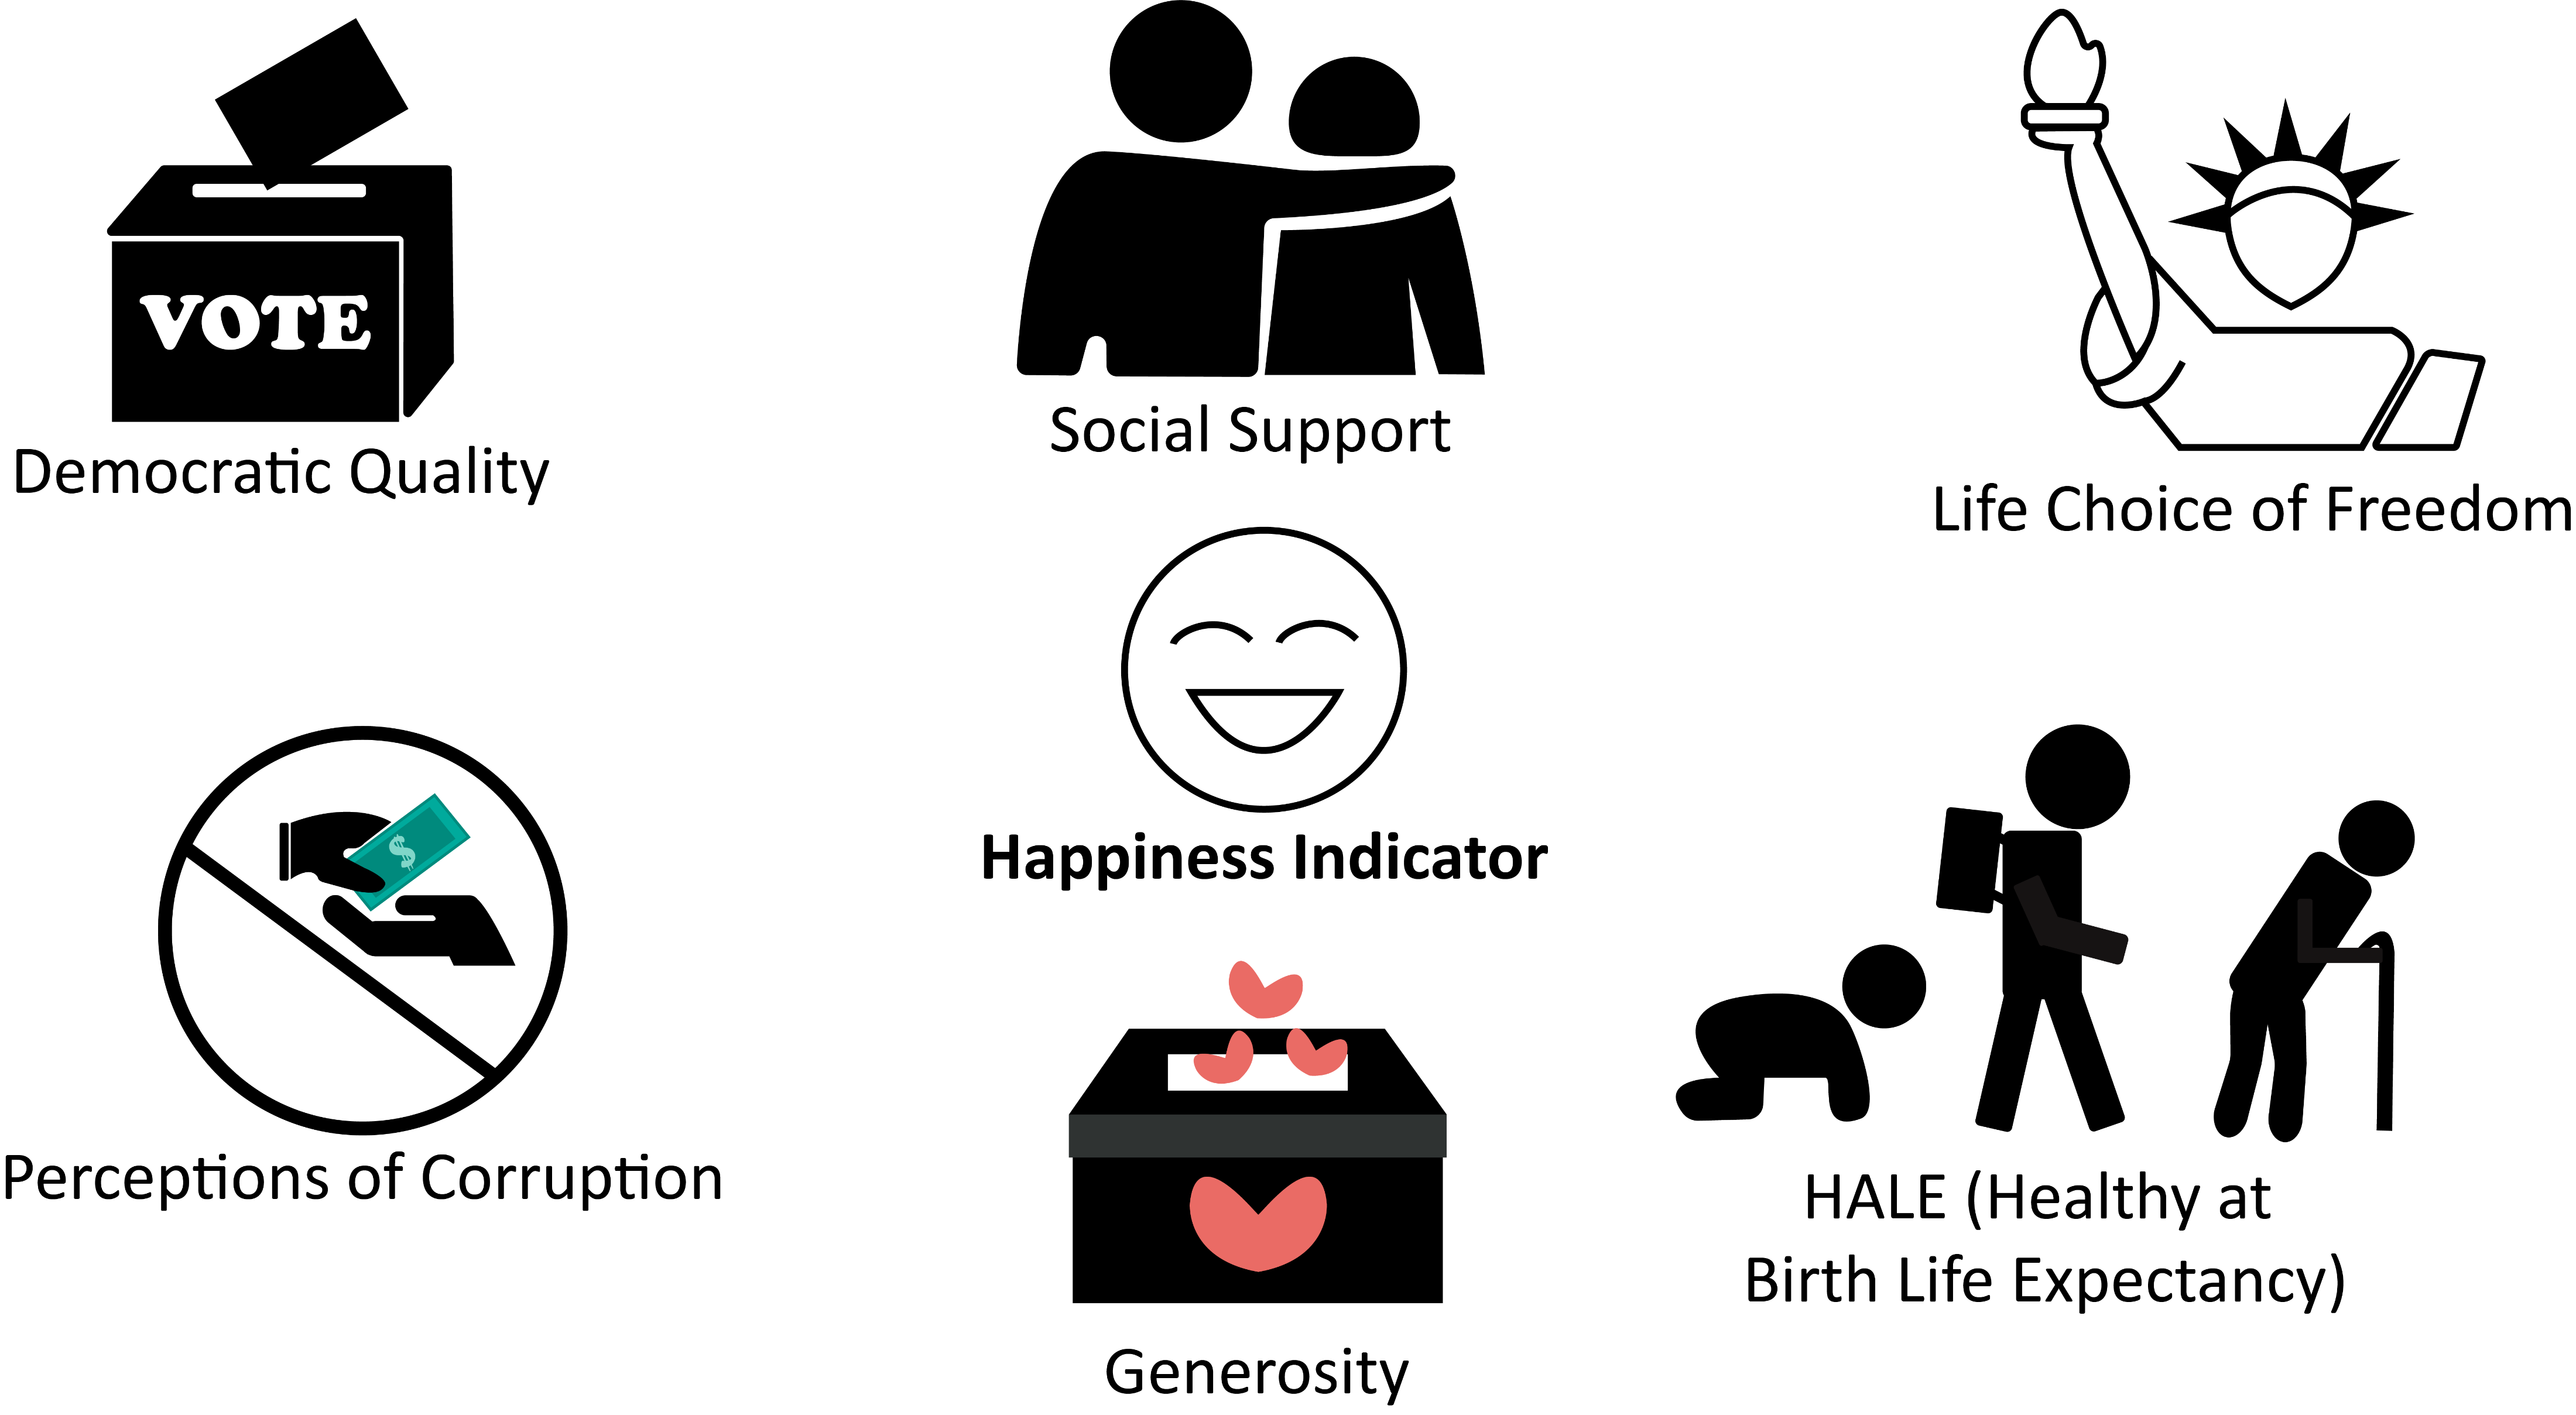 VOTE
Democratic Quality
Social Support
Life Choice of Freedom
Happiness Indicator
$
Perceptions of Corruption
HALE (Healthy at
Birth Life Expectancy)
Generosity